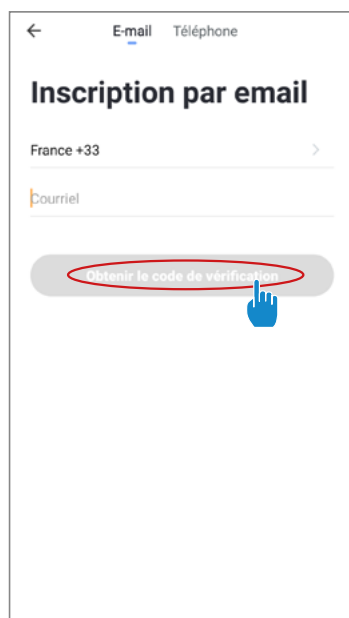 E-mail Téléphone
Inscription par email
France +33
Courriel
Obtenir le code de vérification